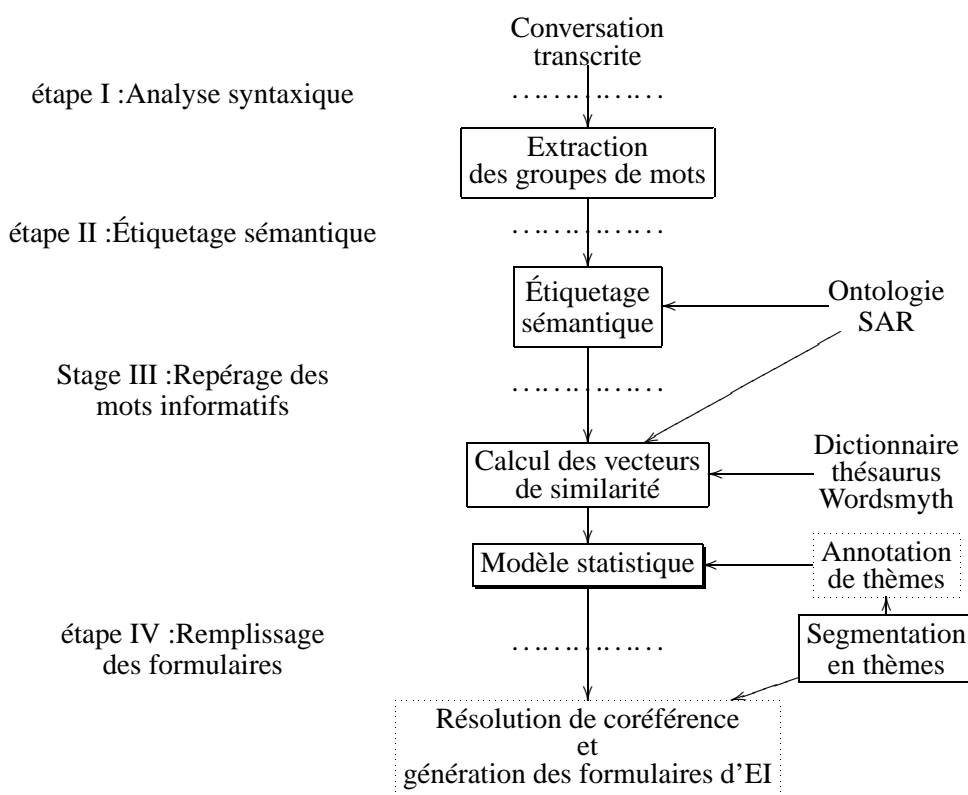 Conversation
transcrite
étape I :Analyse syntaxique
Extraction
des groupes de mots
étape II :Étiquetage sémantique
Étiquetage
sémantique
Ontologie
SAR
Stage III :Repérage des
mots informatifs
Calcul des vecteurs
de similarité
Dictionnaire
thésaurus
Wordsmyth
Modèle statistique
Annotation
de thèmes
étape IV :Remplissage
des formulaires
Segmentation
en thèmes
Résolution de coréférence
et
génération des formulaires d’EI